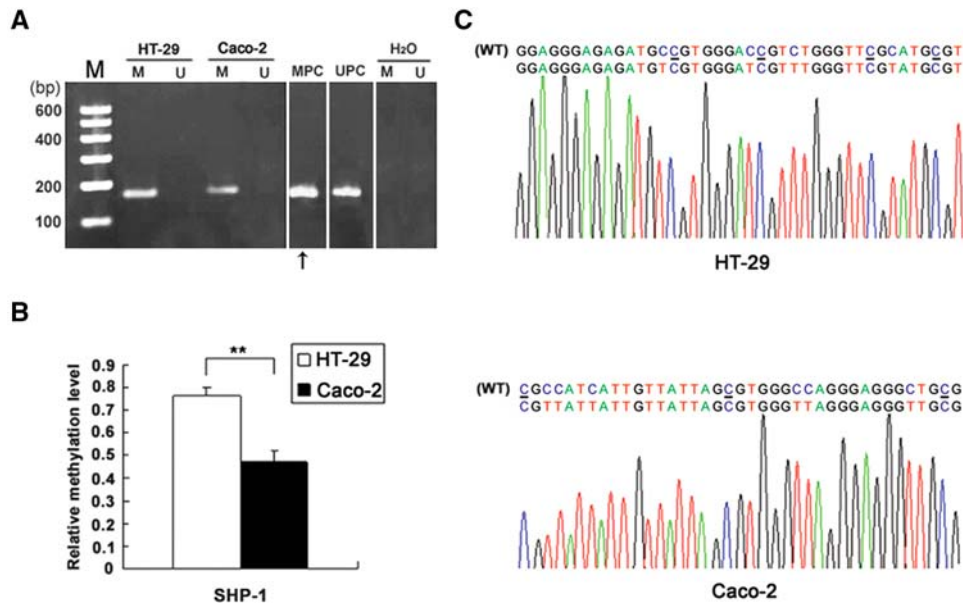 A
HT-29 Caco-2 H2O
M M U M U MPC UPC M U
(bp)
600
400
200
100
↑
B
**
HT-29
Caco-2
Relative methylation level
0.9
0.8
0.7
0.6
0.5
0.4
0.3
0.2
0.1
0
SHP-1
C
(WT) GGAGGGAGAGATGCCGTGGGACCGTCTGGGTTCGCATGCGT
GGAGGGAGAGATGTCGTGGGATCGTTTGGGTTCGTATGCGT
HT-29
(WT) CGCCATCATTGTTATTAGCGTGGGCCAGGGAGGGCTGCG
CGTTATTATTGTTATTAGCGTGGGTTAGGGAGGGTTGCG
Caco-2